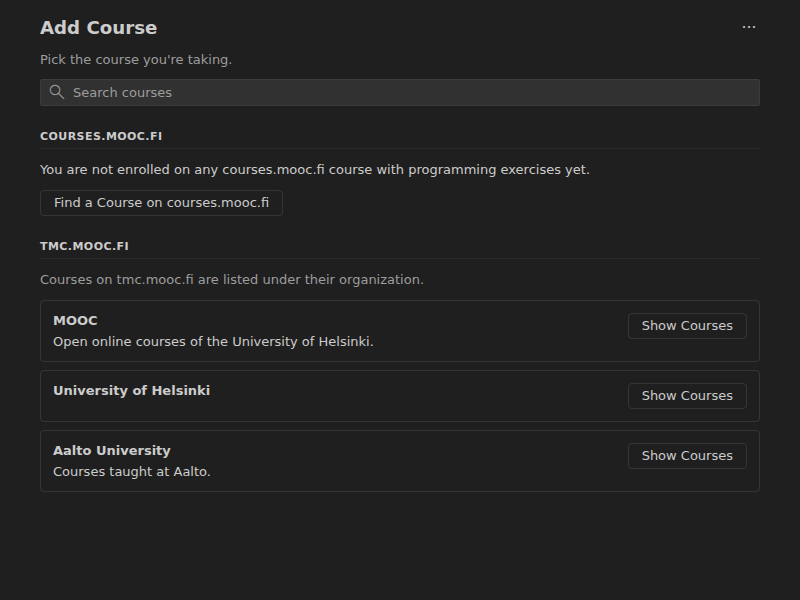 Add Course
Pick the course you're taking.
Search courses
COURSES.MOOC.FI
You are not enrolled on any courses.mooc.fi course with programming exercises yet.
Find a Course on courses.mooc.fi
TMC.MOOC.FI
Courses on tmc.mooc.fi are listed under their organization.
MOOC
Open online courses of the University of Helsinki.
Show Courses
University of Helsinki
Show Courses
Aalto University
Courses taught at Aalto.
Show Courses